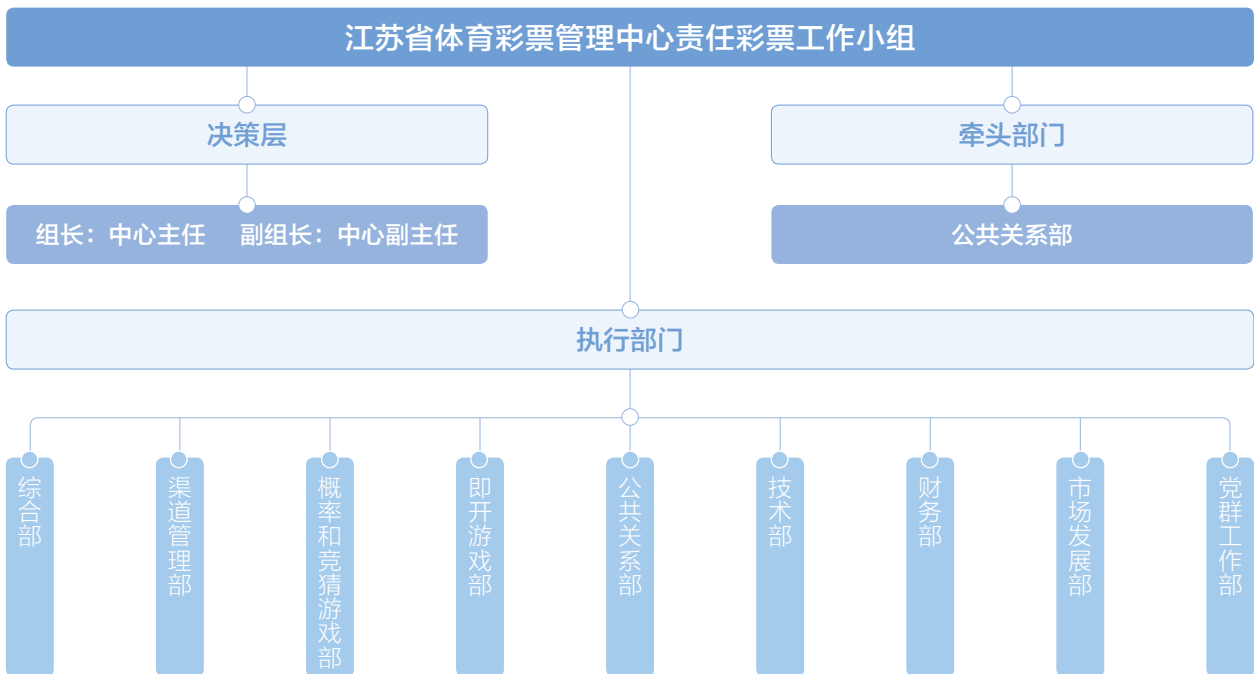 江苏省体育彩票管理中心责任彩票工作小组
决策层
牵头部门
组长：中心主任 副组长：中心副主任
公共关系部
执行部门
综合部
渠道管理部
概率和竞猜游戏部
即开游戏部
公共关系部
技术部
财务部
市场发展部
党群工作部